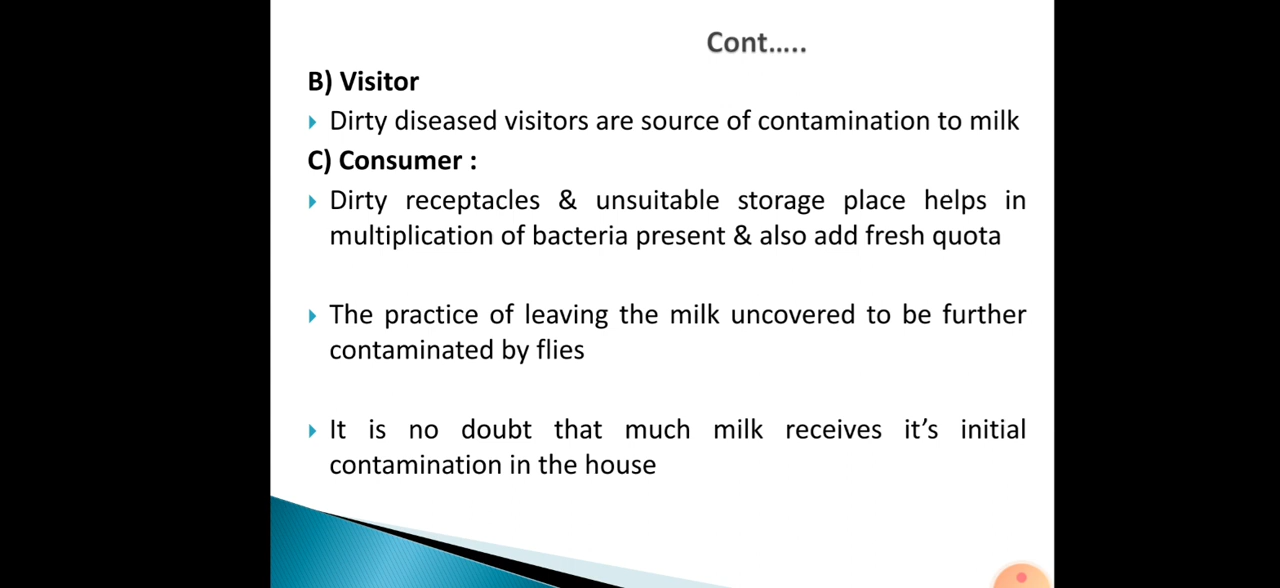 Cont.....
B) Visitor
Dirty diseased visitors are source of contamination to milk
C) Consumer :
Dirty receptacles & unsuitable storage place helps in
multiplication of bacteria present & also add fresh quota
The practice of leaving the milk uncovered to be further
contaminated by flies
It is no doubt that much milk receives it's initial
contamination in the house